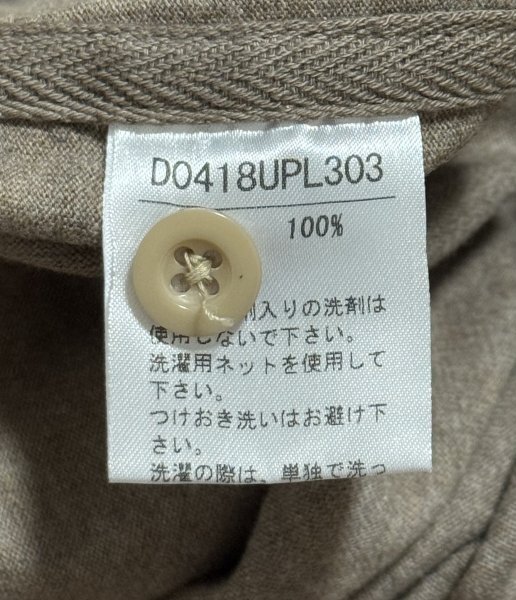 D0418UPL303
100%
入りの洗剤は
使用しないで下さい。
洗濯用ネットを使用して
下さい。
つけおき洗いはお避け下
さい。
洗濯の際は、単独で洗っ